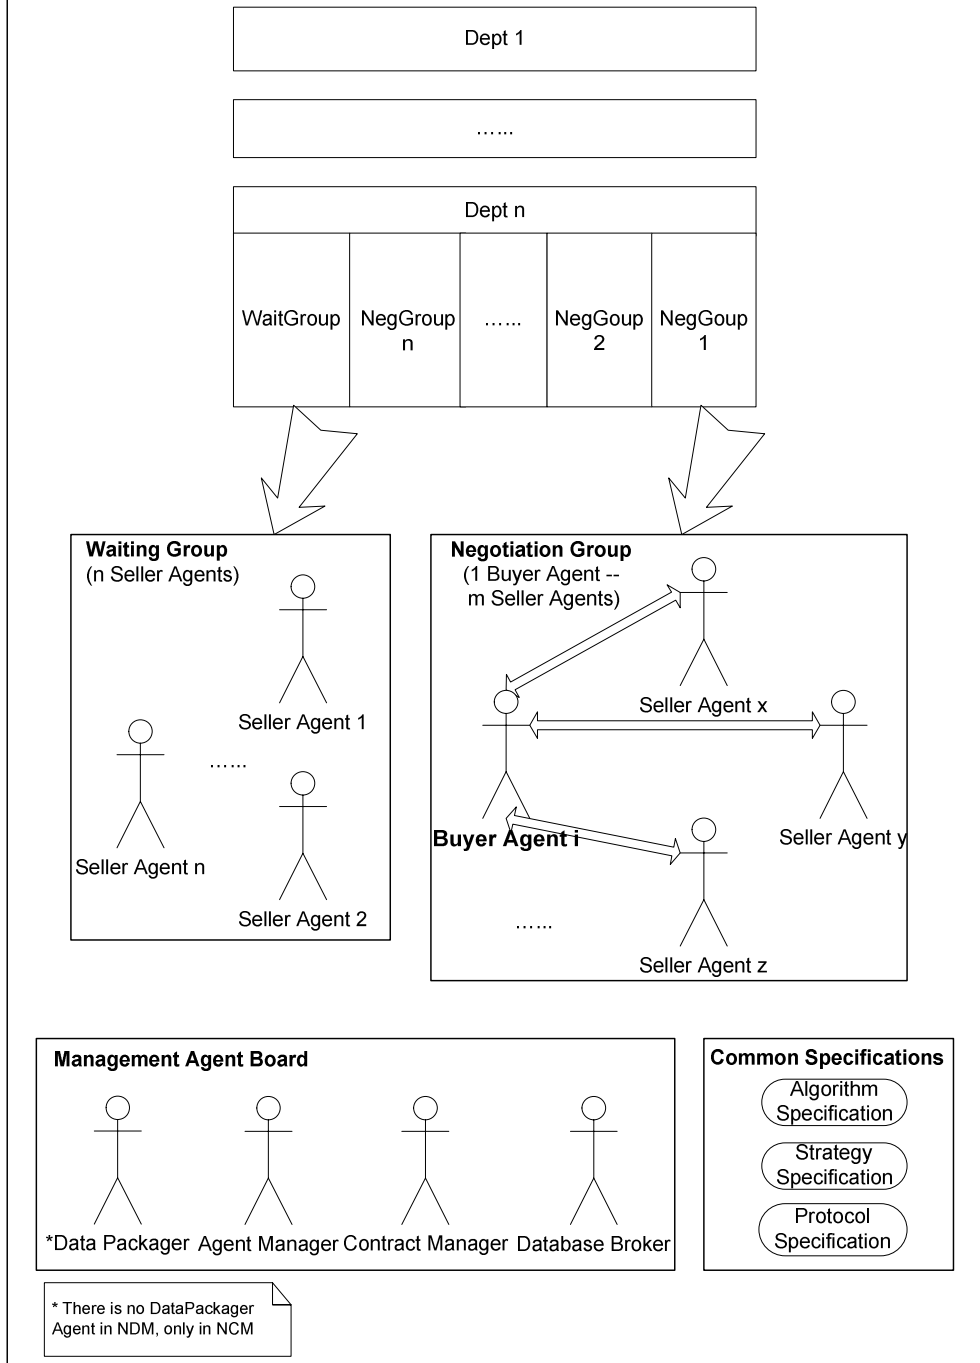 Dept 1
......
Dept n
WaitGroup
NegGroup
n
......
NegGoup
2
NegGoup
1
Waiting Group
(n Seller Agents)
Seller Agent 1
......
Seller Agent n
Seller Agent 2
Negotiation Group
(1 Buyer Agent --
m Seller Agents)
Seller Agent x
Buyer Agent i
Seller Agent y
......
Seller Agent z
Management Agent Board
*Data Packager
Agent Manager
Contract Manager
Database Broker
Common Specifications
Algorithm
Specification
Strategy
Specification
Protocol
Specification
* There is no DataPackager
Agent in NDM, only in NCM